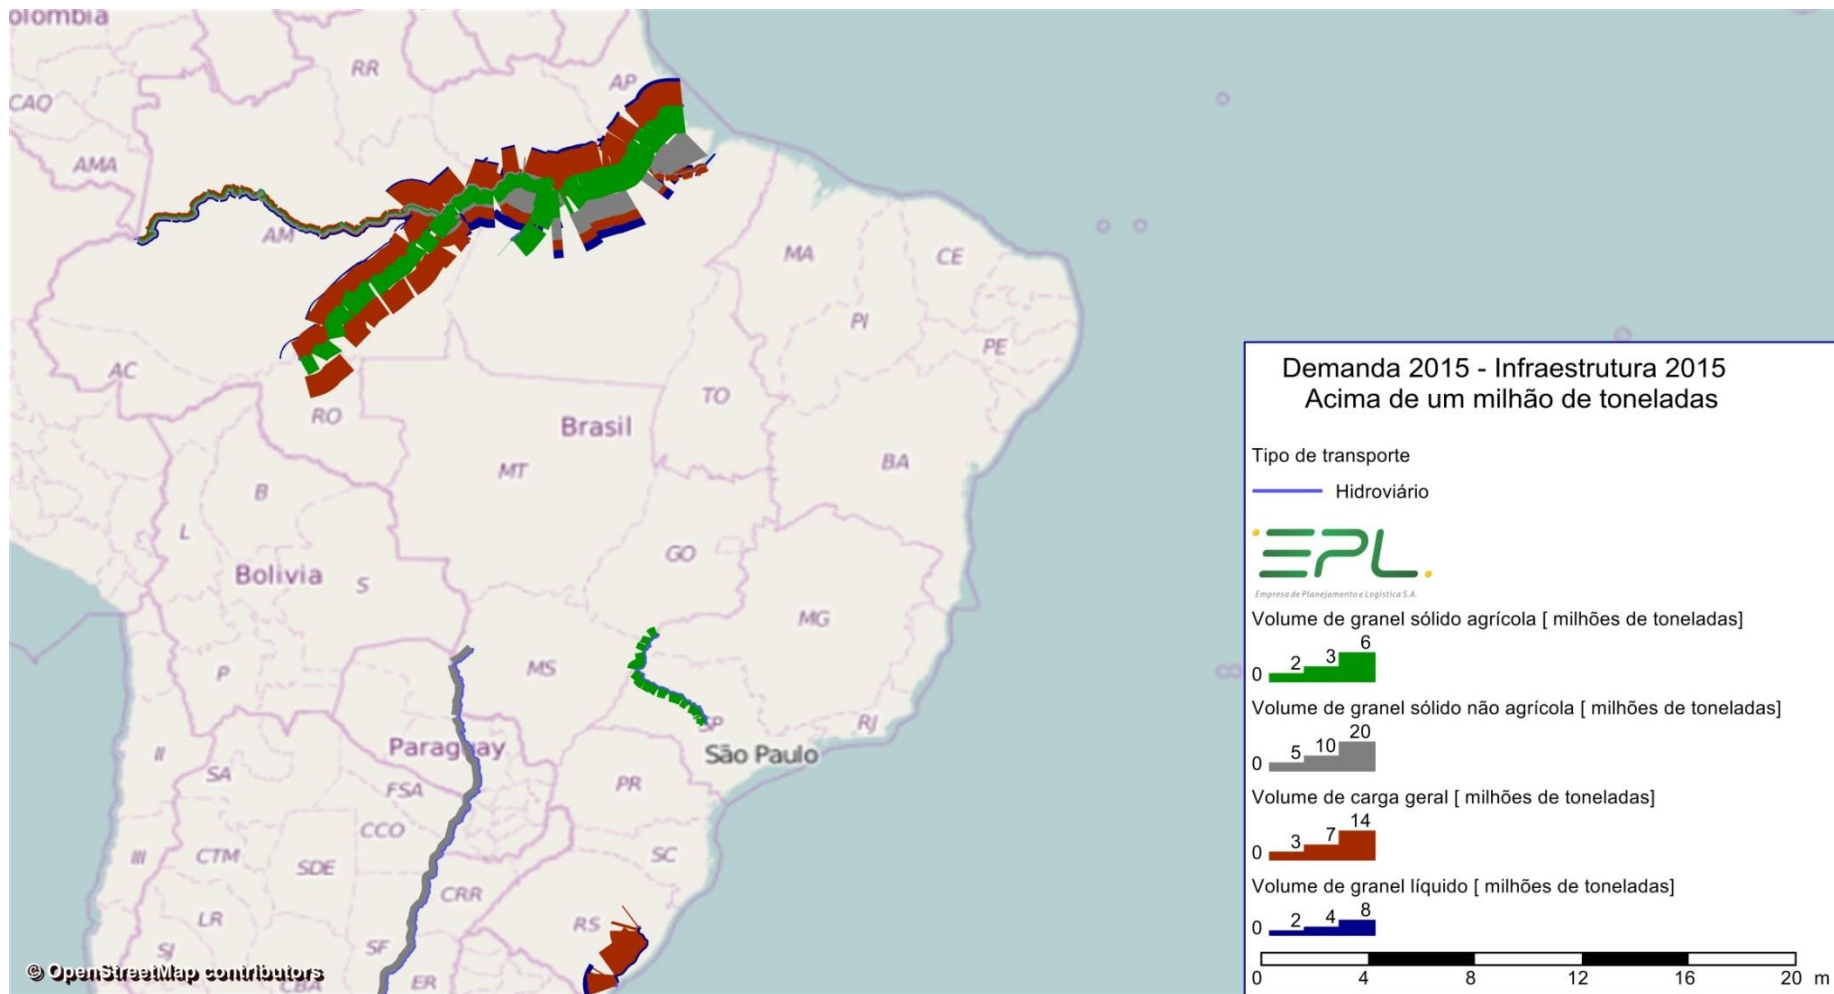 olombia
RR
AP
CAQ
AMA
AM
MA
CE
PI
PE
AC
RO
TO
Brasil
MT
BA
B
L
GO
Bolivia
S
MG
P
MS
SP
RJ
São Paulo
II
Paraguay
SA
FSA
PR
CCO
III
CTM
SDE
SC
CRR
LR
RS
SJ
SF
ER
CBA
© OpenStreetMap contributors
Demanda 2015 - Infraestrutura 2015
Acima de um milhão de toneladas
Tipo de transporte
Hidroviário
EPL
Empresa de Planejamento e Logística S.A.
Volume de granel sólido agrícola [ milhões de toneladas]
0 2 3 6
Volume de granel sólido não agrícola [ milhões de toneladas]
0 5 10 20
Volume de carga geral [ milhões de toneladas]
0 3 7 14
Volume de granel líquido [ milhões de toneladas]
0 2 4 8
0 4 8 12 16 20 m